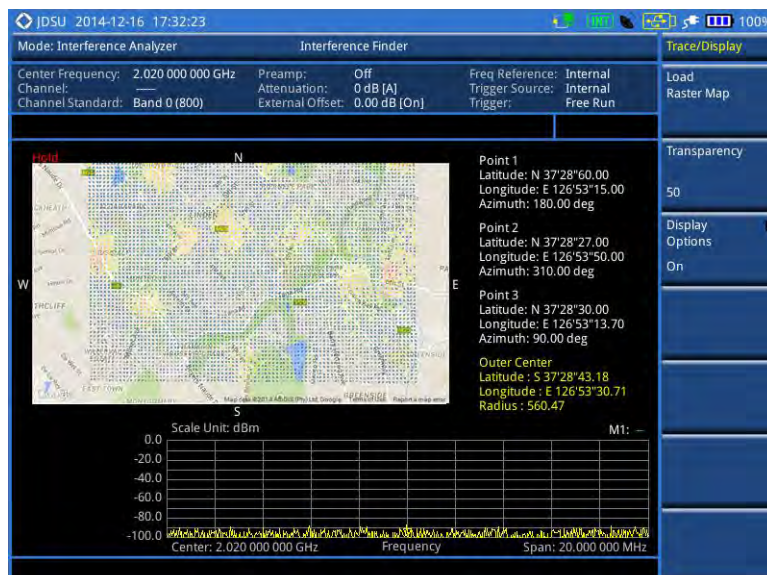 JDSU 2014-12-16 17:32:23
INT
100%
Mode: Interference Analyzer
Interference Finder
Trace/Display
Center Frequency: 2.020 000 000 GHz
Channel: ----
Channel Standard: Band 0 (800)
Preamp: Off
Attenuation: 0 dB [A]
External Offset: 0.00 dB [On]
Freq Reference: Internal
Trigger Source: Internal
Trigger: Free Run
Load
Raster Map
Transparency
50
Display
Options
On
Hold
N
W
E
S
LINDEN
Point 1
Latitude: N 37'28"60.00
Longitude: E 126'53"15.00
Azimuth: 180.00 deg
Point 2
Latitude: N 37'28"27.00
Longitude: E 126'53"50.00
Azimuth: 310.00 deg
Point 3
Latitude: N 37'28"30.00
Longitude: E 126'53"13.70
Azimuth: 90.00 deg
Outer Center
Latitude : S 37'28"43.18
Longitude : E 126'53"30.71
Radius : 560.47
Scale Unit: dBm
M1: --
0.0
-20.0
-40.0
-60.0
-80.0
-100.0
Center: 2.020 000 000 GHz
Frequency
Span: 20.000 000 MHz